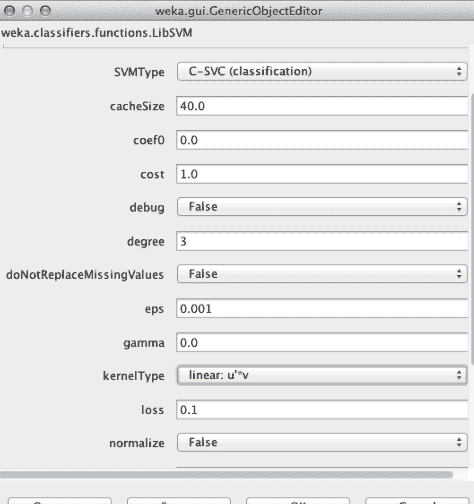 weka.gui.GenericObjectEditor
weka.classifiers.functions.LibSVM
SVMType C-SVC (classification)
cacheSize 40.0
coef0 0.0
cost 1.0
debug False
degree 3
doNotReplaceMissingValues False
eps 0.001
gamma 0.0
kernelType linear: u'*v
loss 0.1
normalize False